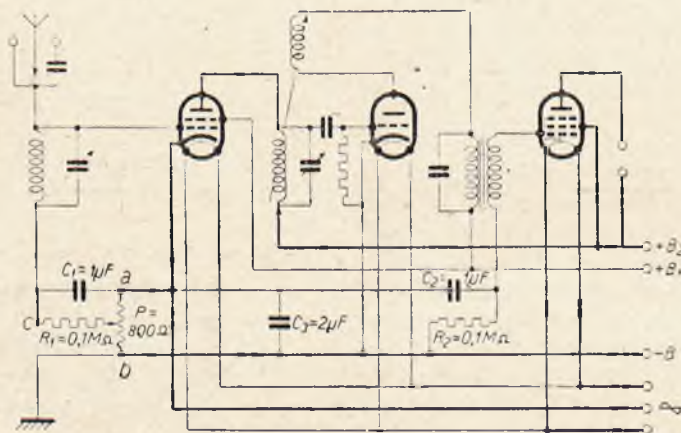 C₁=1µF
a
P=
800Ω
c
R₁=0,1MΩ
b
C₃=2µF
C₂=1µF
R₂=0,1MΩ
+B₂
+B₁
-B